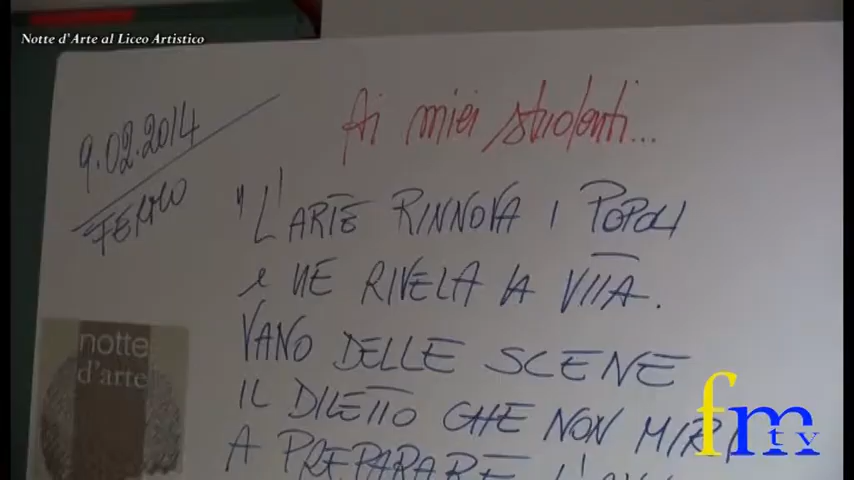 Notte d'Arte al Liceo Artistico
9.02.2014
FERMO
Ai miei studenti...
"L'ARTE RINNOVA I POPOLI
e NE RIVELA LA VITA.
VANO DELLE SCENE
IL DILETTO CHE NON MIRI
A PREPARARE
notte
d'arte
fm
tv